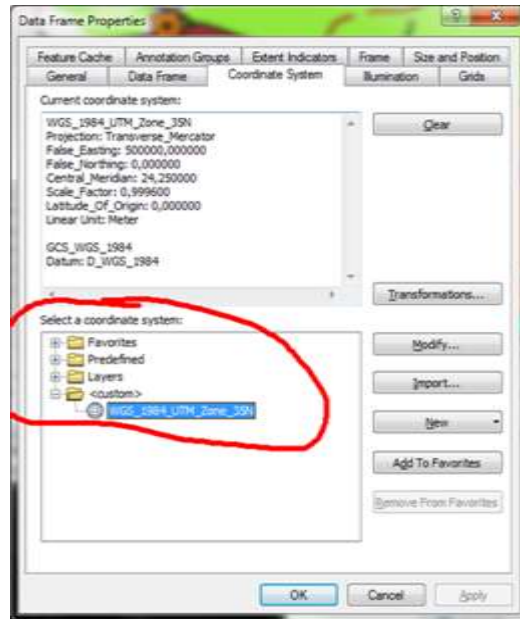 Data Frame Properties
Feature Cache Annotation Groups Extent Indicators Frame Size and Position
General Data Frame Coordinate System Illumination Grids
Current coordinate system:
WGS_1984_UTM_Zone_35N
Projection: Transverse_Mercator
False_Easting: 500000,000000
False_Northing: 0,000000
Central_Meridian: 24,250000
Scale_Factor: 0,999600
Latitude_Of_Origin: 0,000000
Linear Unit: Meter
GCS_WGS_1984
Datum: D_WGS_1984
Clear
Transformations...
Select a coordinate system:
Favorites
Predefined
Layers
<custom>
WGS_1984_UTM_Zone_35N
Modify...
Import...
New
Add To Favorites
Remove From Favorites
OK Cancel Apply